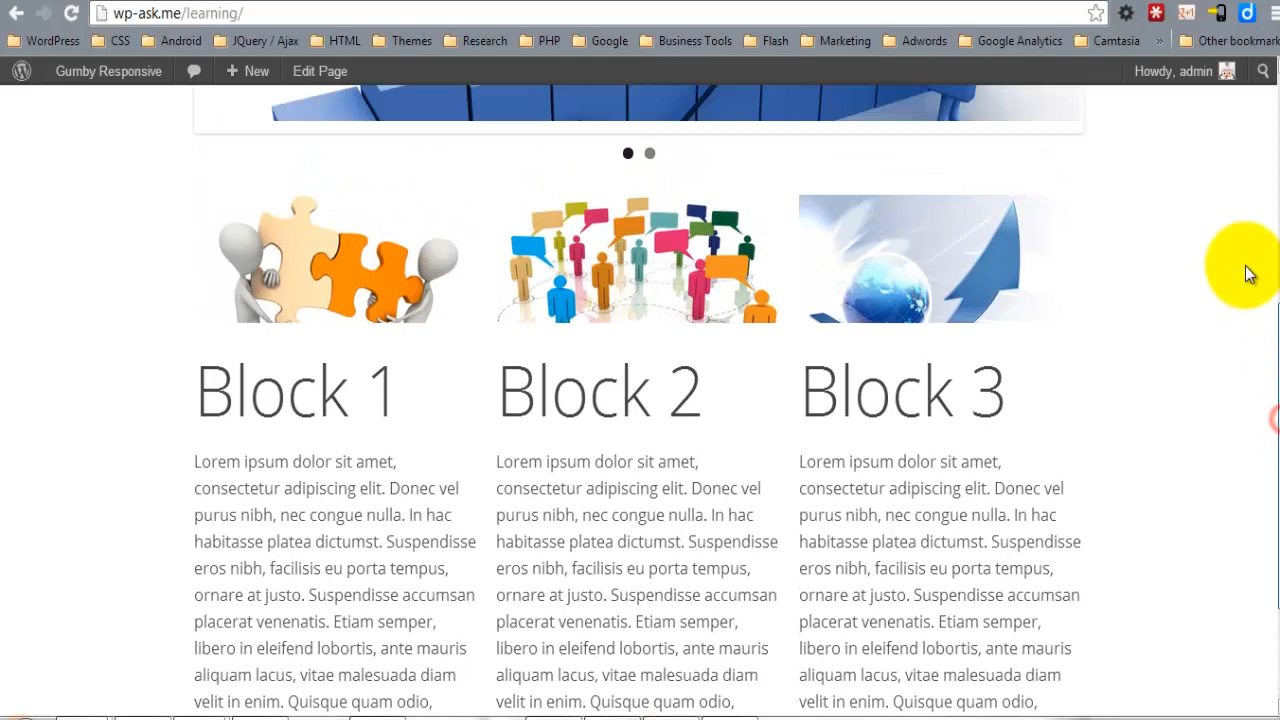 wp-ask.me/learning/
WordPress CSS Android JQuery / Ajax HTML Themes Research PHP Google Business Tools Flash Marketing Adwords Google Analytics Camtasia » Other bookmark
Gumby Responsive + New Edit Page Howdy, admin
Block 1
Lorem ipsum dolor sit amet,
consectetur adipiscing elit. Donec vel
purus nibh, nec congue nulla. In hac
habitasse platea dictumst. Suspendisse
eros nibh, facilisis eu porta tempus,
ornare at justo. Suspendisse accumsan
placerat venenatis. Etiam semper,
libero in eleifend lobortis, ante mauris
aliquam lacus, vitae malesuada diam
velit in enim. Quisque quam odio,
Block 2
Lorem ipsum dolor sit amet,
consectetur adipiscing elit. Donec vel
purus nibh, nec congue nulla. In hac
habitasse platea dictumst. Suspendisse
eros nibh, facilisis eu porta tempus,
ornare at justo. Suspendisse accumsan
placerat venenatis. Etiam semper,
libero in eleifend lobortis, ante mauris
aliquam lacus, vitae malesuada diam
velit in enim. Quisque quam odio,
Block 3
Lorem ipsum dolor sit amet,
consectetur adipiscing elit. Donec vel
purus nibh, nec congue nulla. In hac
habitasse platea dictumst. Suspendisse
eros nibh, facilisis eu porta tempus,
ornare at justo. Suspendisse accumsan
placerat venenatis. Etiam semper,
libero in eleifend lobortis, ante mauris
aliquam lacus, vitae malesuada diam
velit in enim. Quisque quam odio,